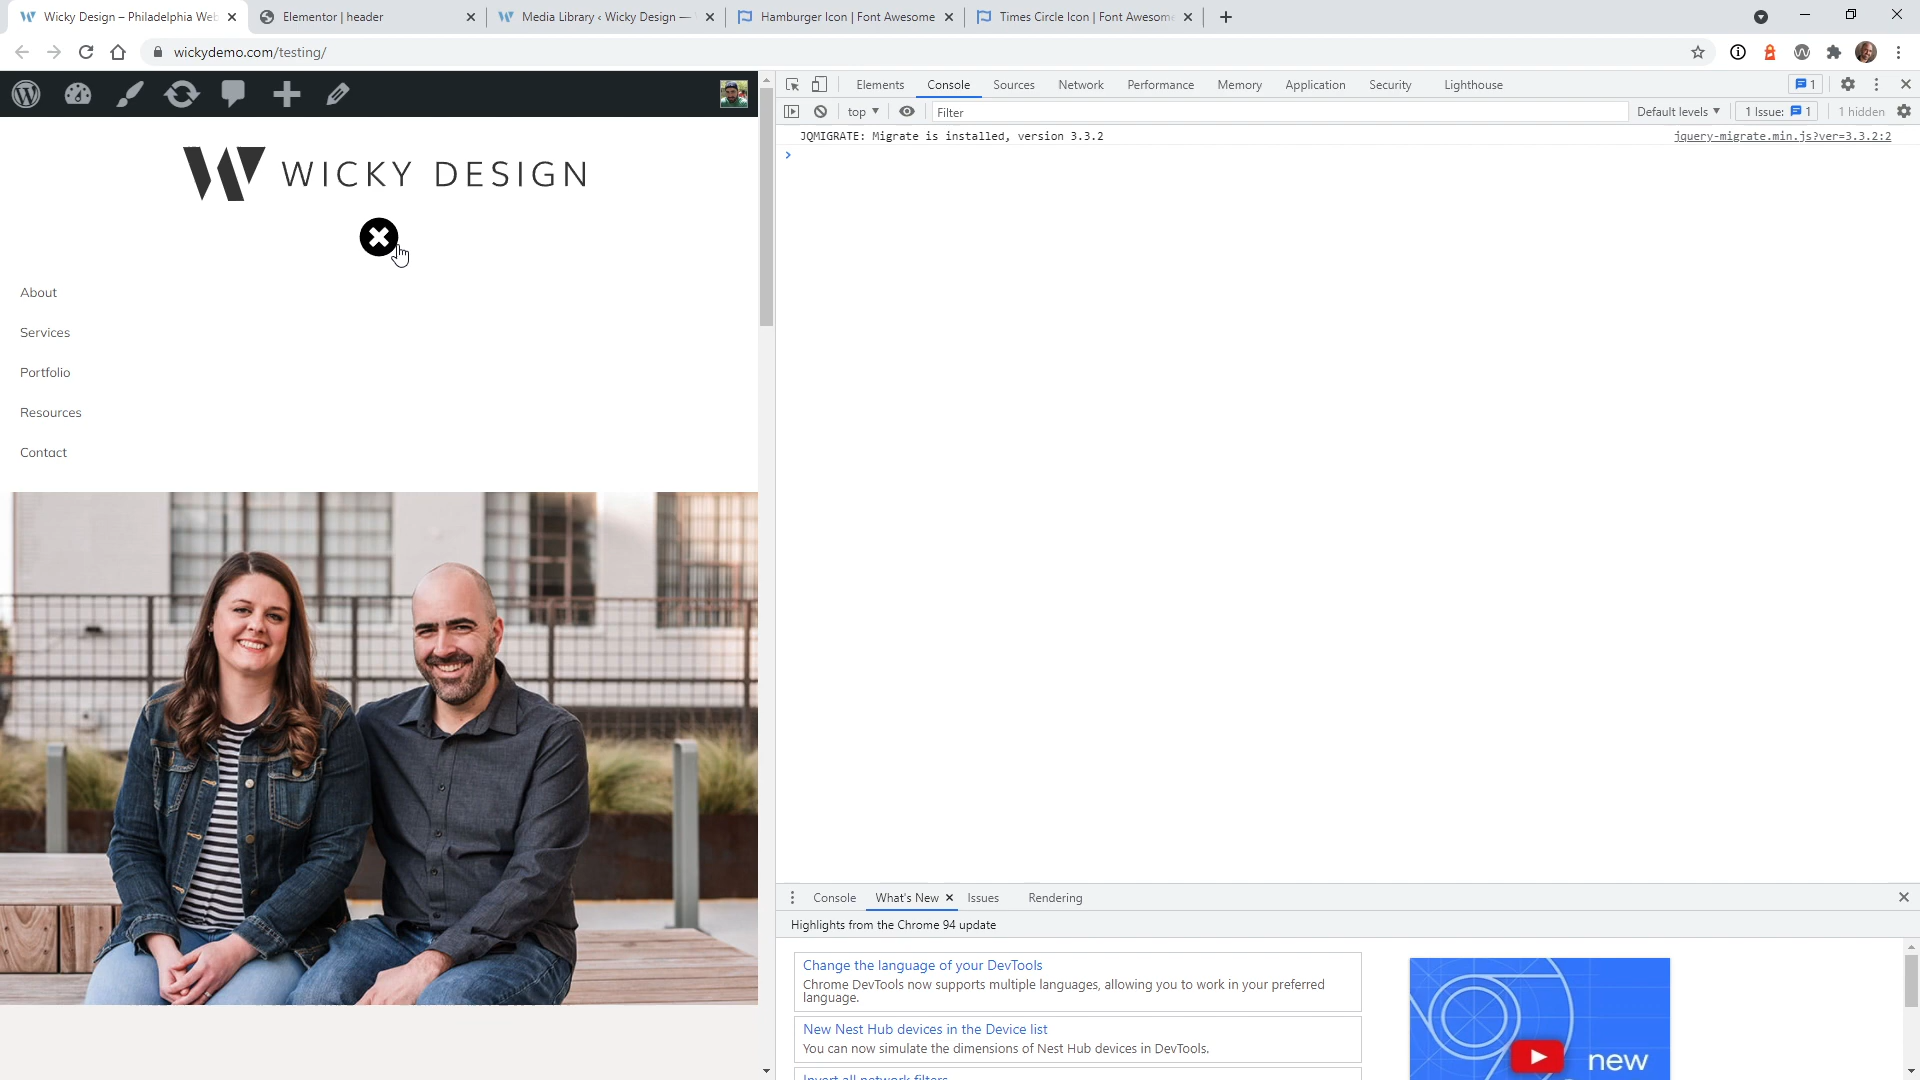 Wicky Design – Philadelphia Web
Elementor | header
Media Library ‹ Wicky Design —
Hamburger Icon | Font Awesome
Times Circle Icon | Font Awesome
wickydemo.com/testing/
Elements
Console
Sources
Network
Performance
Memory
Application
Security
Lighthouse
1
top
Filter
Default levels
1 Issue: 1
1 hidden
JQMIGRATE: Migrate is installed, version 3.3.2
jquery-migrate.min.js?ver=3.3.2:2
WICKY DESIGN
About
Services
Portfolio
Resources
Contact
Console
What's New
Issues
Rendering
Highlights from the Chrome 94 update
Change the language of your DevTools
Chrome DevTools now supports multiple languages, allowing you to work in your preferred
language.
New Nest Hub devices in the Device list
You can now simulate the dimensions of Nest Hub devices in DevTools.
Invert all network filters
new